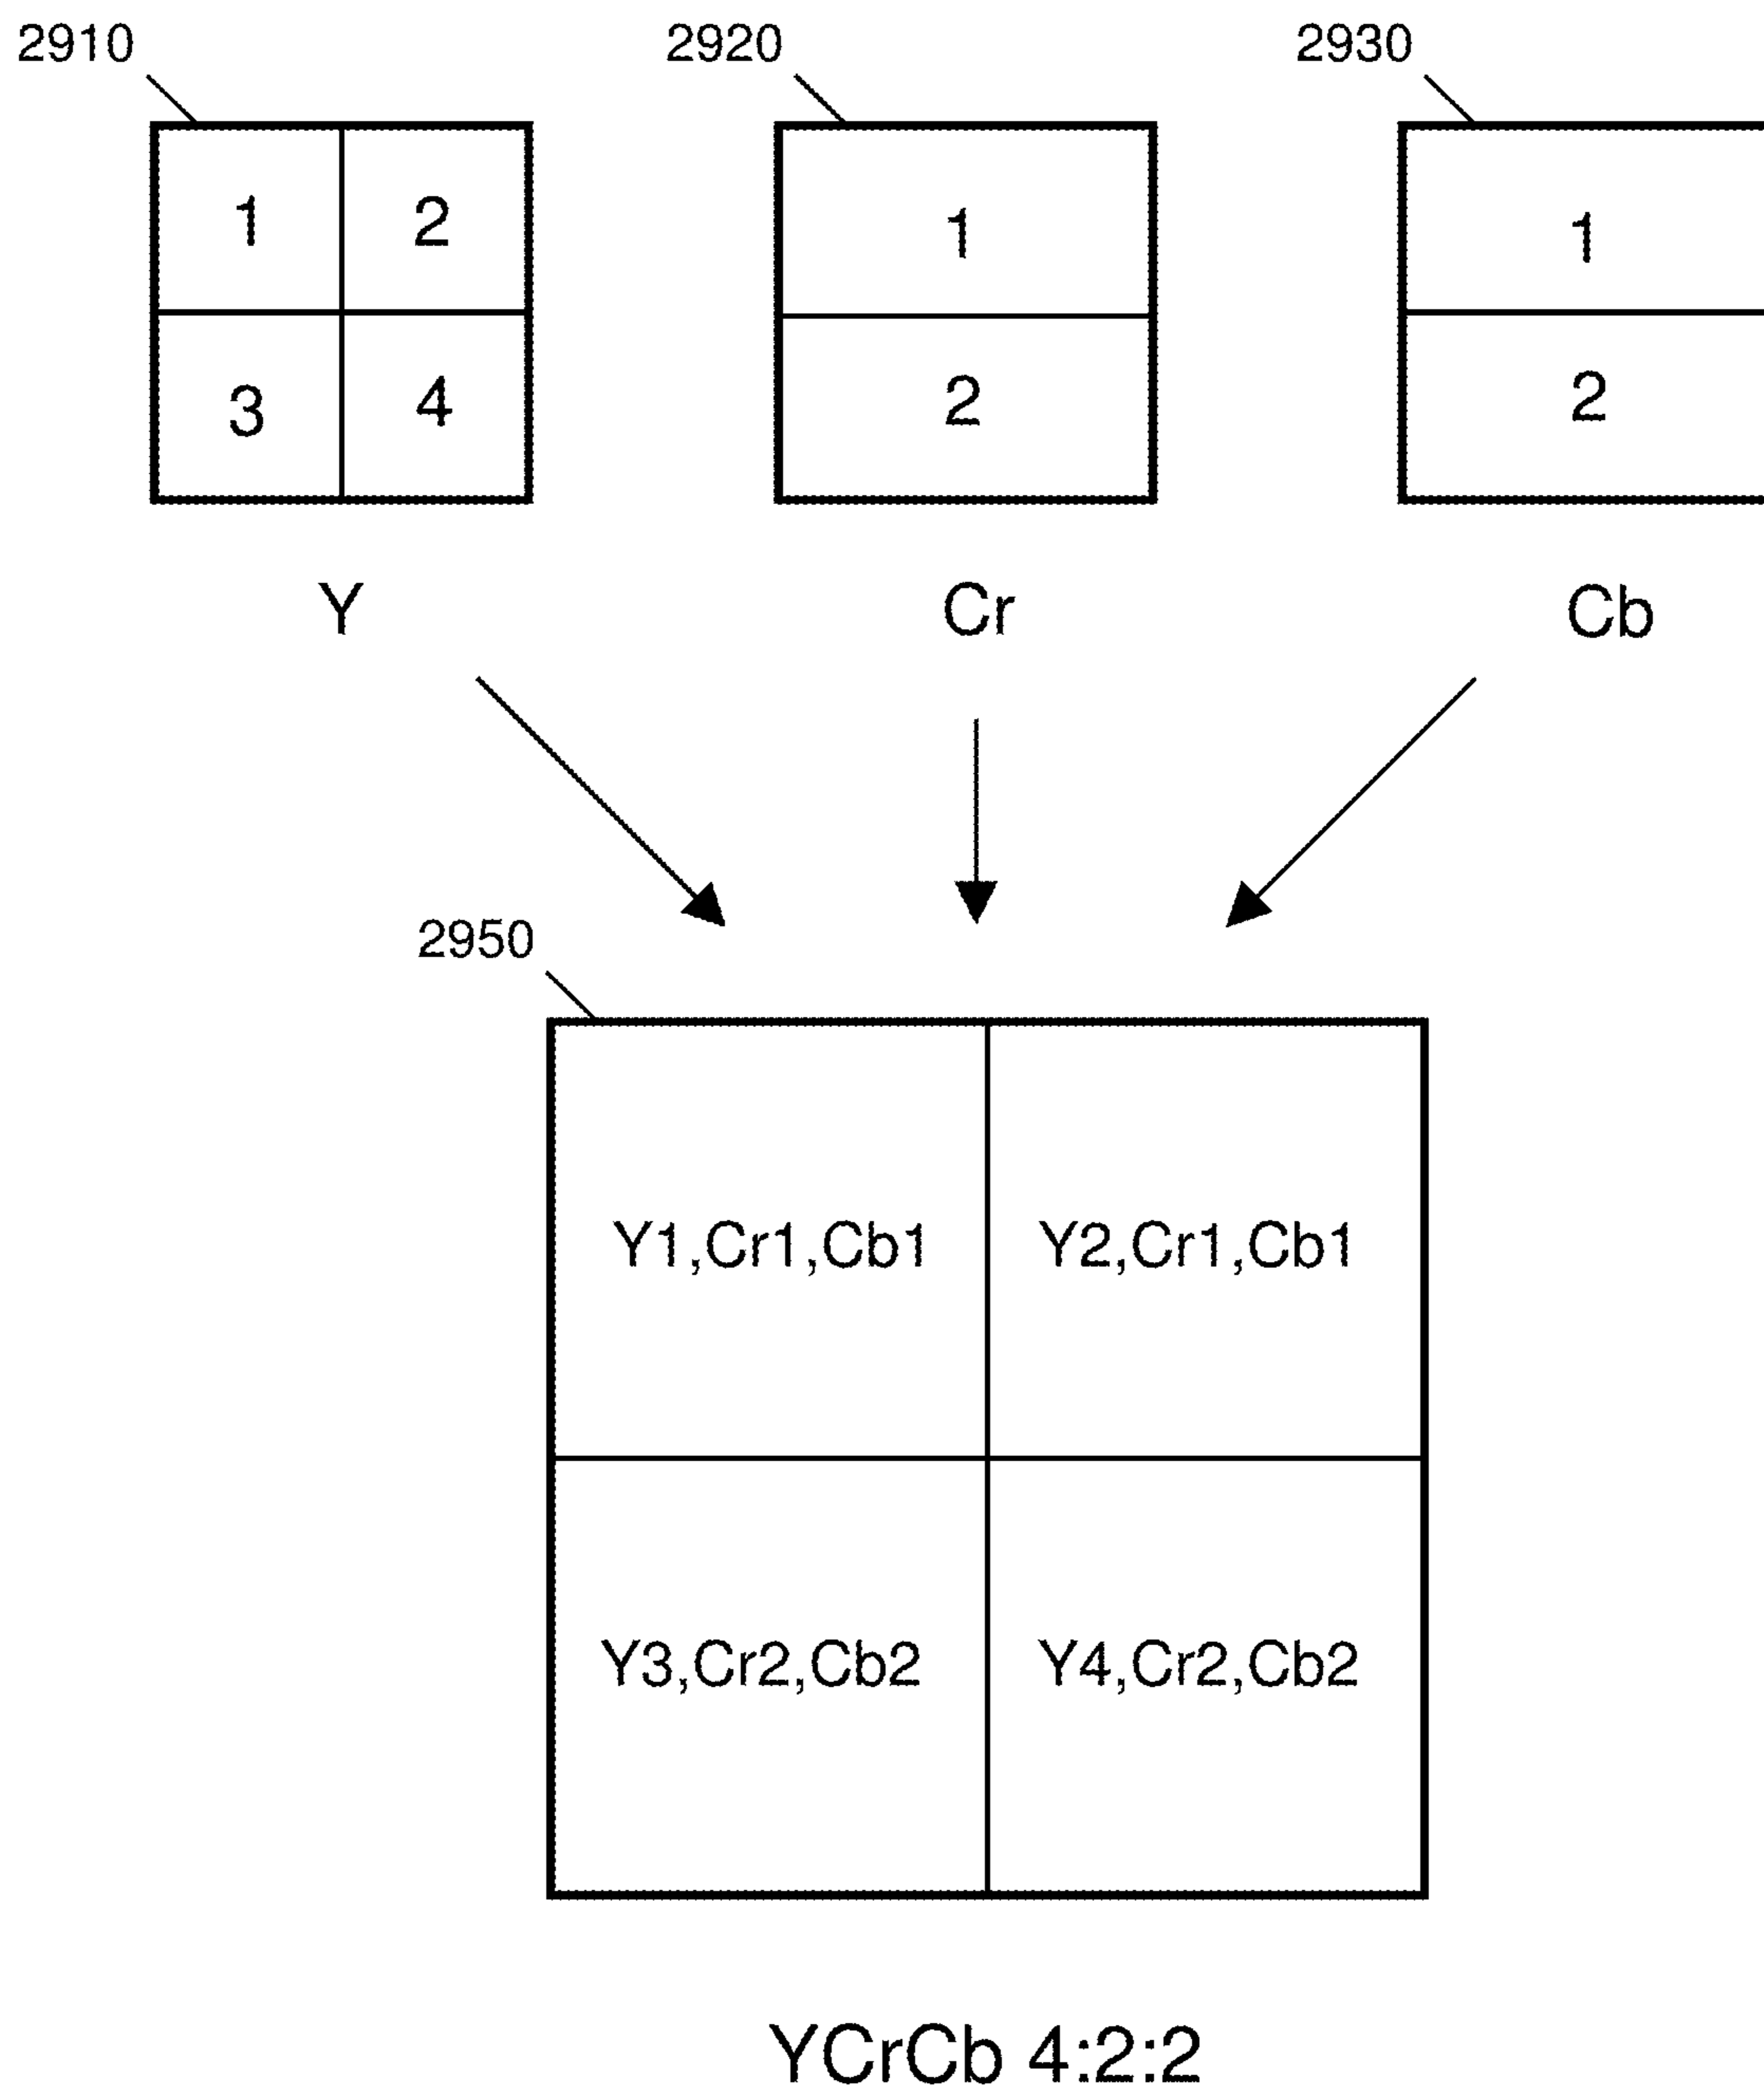 2910 2920 2930
1 2 1 1
3 4 2 2
Y Cr Cb
2950
Y1,Cr1,Cb1 Y2,Cr1,Cb1
Y3,Cr2,Cb2 Y4,Cr2,Cb2
YCrCb 4:2:2